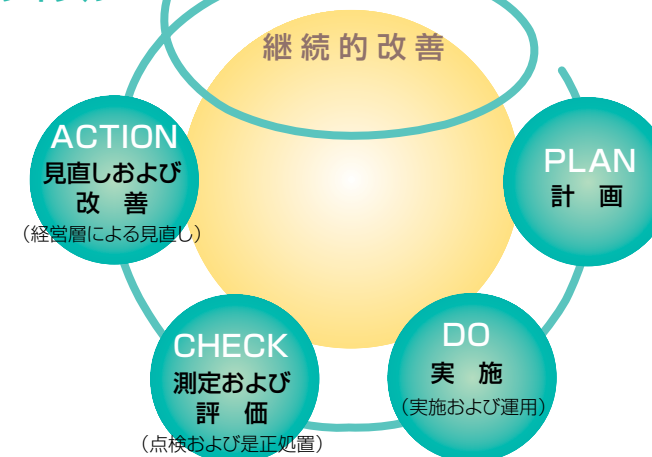 継続的改善
ACTION
見直しおよび
改 善
(経営層による見直し)
PLAN
計 画
CHECK
測定および
評 価
(点検および是正処置)
DO
実 施
(実施および運用)